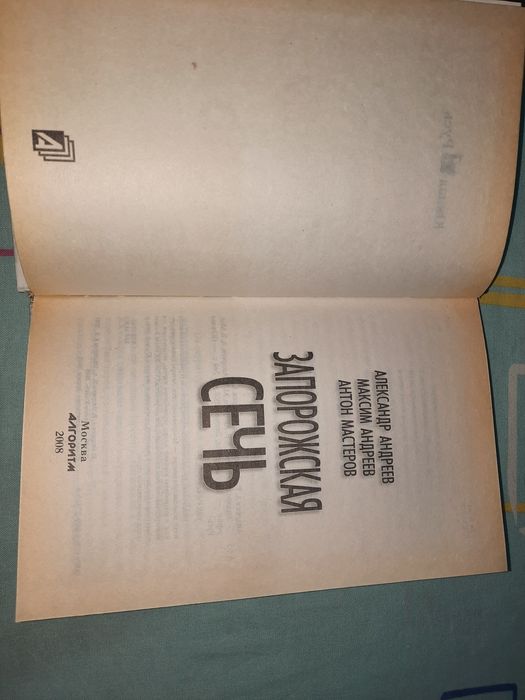 АЛЕКСАНДР АНДРЕЕВ
МАКСИМ АНДРЕЕВ
АНТОН МАСТЕРОВ
ЗАПОРОЖСКАЯ
СЕЧЬ
Москва
АЛГОРИТМ
2008